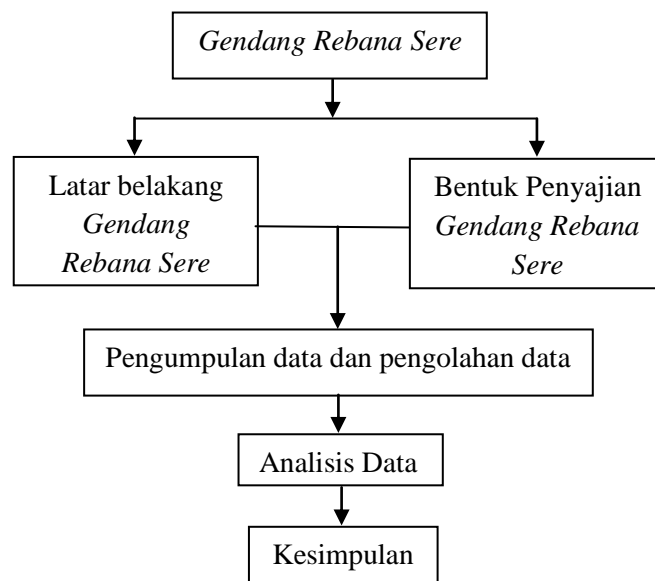 Gendang Rebana Sere
Latar belakang
Gendang
Rebana Sere
Bentuk Penyajian
Gendang Rebana
Sere
Pengumpulan data dan pengolahan data
Analisis Data
Kesimpulan